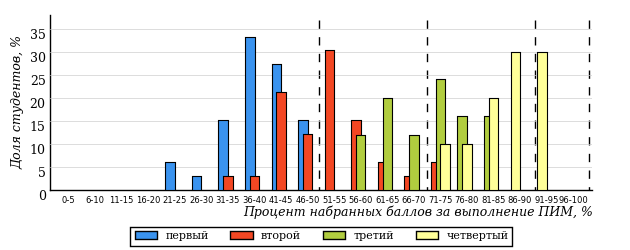 Доля студентов, %
35
30
25
20
15
10
5
0
0-5 6-10 11-15 16-20 21-25 26-30 31-35 36-40 41-45 46-50 51-55 56-60 61-65 66-70 71-75 76-80 81-85 86-90 91-95 96-100
Процент набранных баллов за выполнение ПИМ, %
первый второй третий четвертый